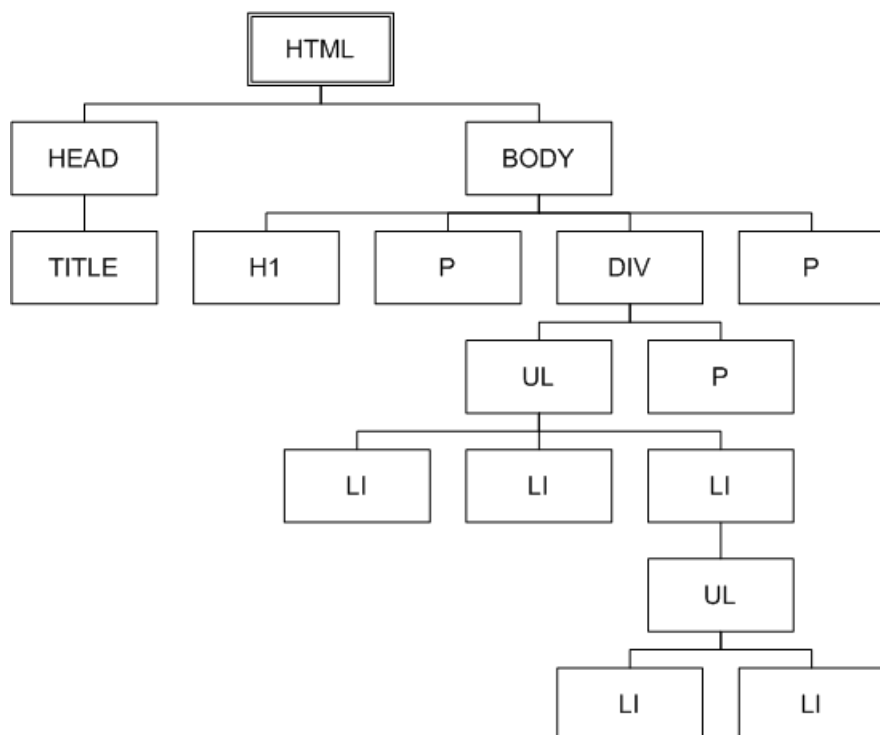 HTML
HEAD BODY
TITLE H1 P DIV P
UL P
LI LI LI
UL
LI LI